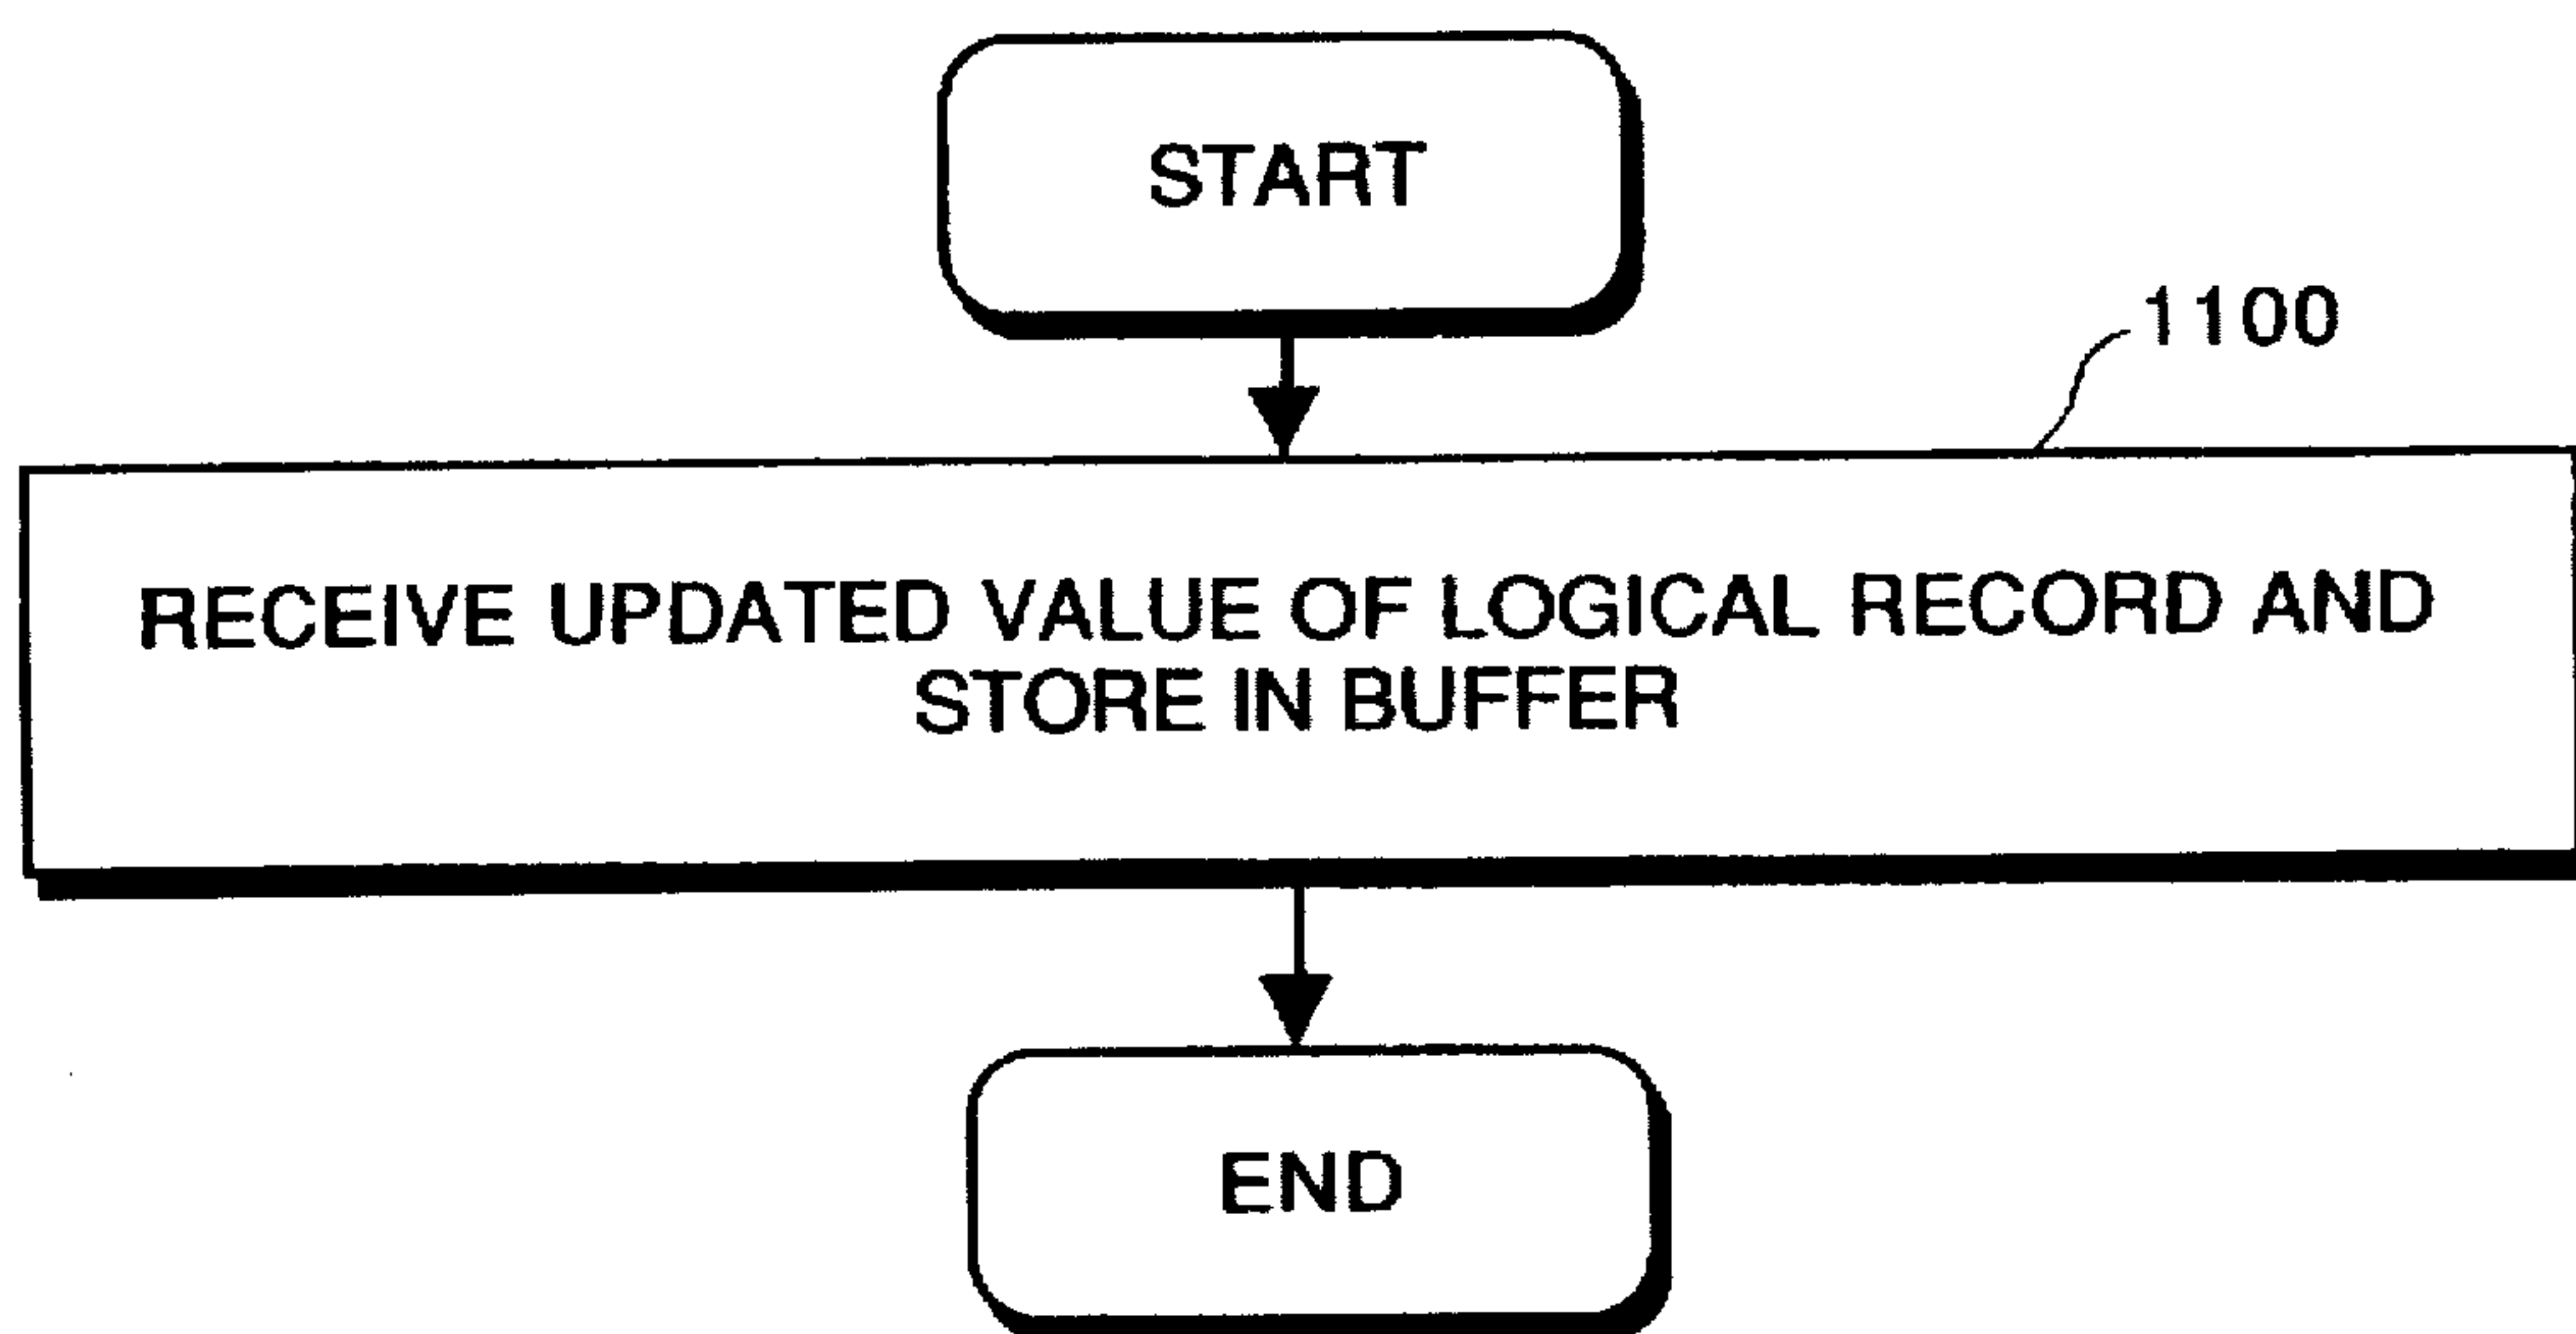 START
1100
RECEIVE UPDATED VALUE OF LOGICAL RECORD AND
STORE IN BUFFER
END